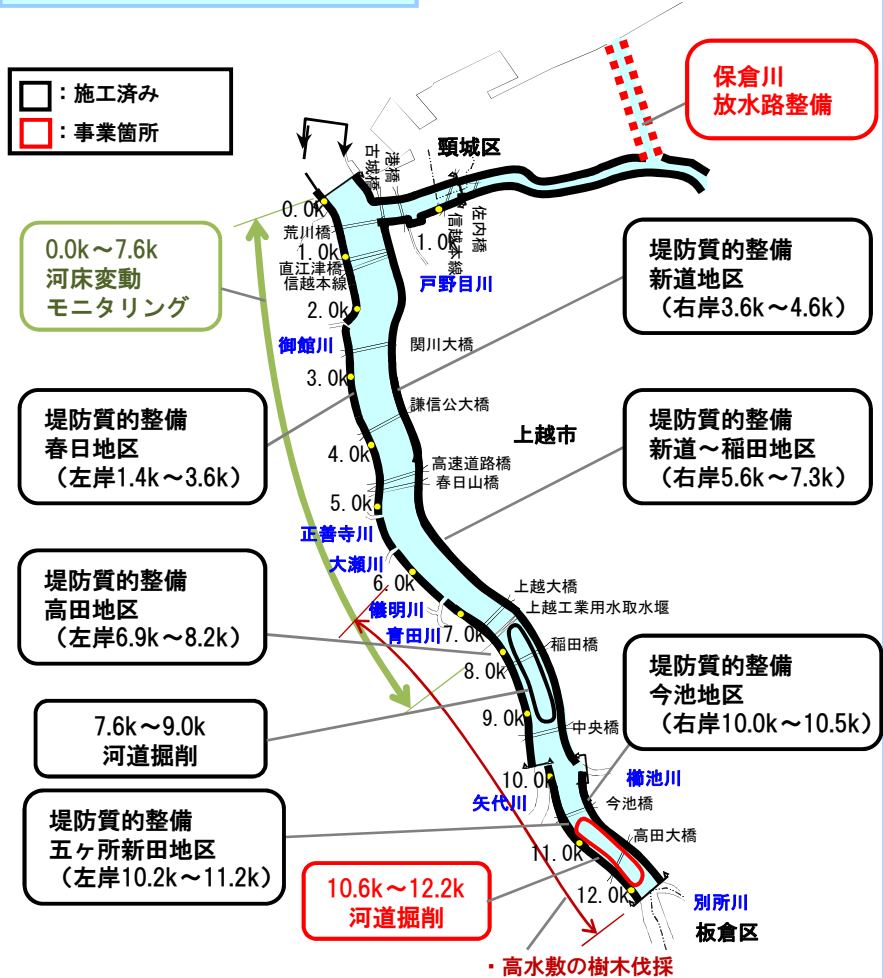 ：施工済み
：事業箇所
保倉川
放水路整備
頸城区
港橋
古城橋
佐内橋
信越本線
0.0k
荒川橋
1.0k
1.0k
直江津橋
信越本線
戸野目川
0.0k～7.6k
河床変動
モニタリング
堤防質的整備
新道地区
（右岸3.6k～4.6k）
2.0k
御館川
関川大橋
3.0k
堤防質的整備
春日地区
（左岸1.4k～3.6k）
謙信公大橋
上越市
堤防質的整備
新道～稲田地区
（右岸5.6k～7.3k）
4.0k
高速道路橋
春日山橋
5.0k
正善寺川
大瀬川
6.0k
堤防質的整備
高田地区
（左岸6.9k～8.2k）
儀明川
青田川
7.0k
上越大橋
上越工業用水取水堰
稲田橋
8.0k
堤防質的整備
今池地区
（右岸10.0k～10.5k）
7.6k～9.0k
河道掘削
9.0k
中央橋
10.0k
櫛池川
矢代川
今池橋
堤防質的整備
五ヶ所新田地区
（左岸10.2k～11.2k）
高田大橋
11.0k
10.6k～12.2k
河道掘削
12.0k
別所川
板倉区
・高水敷の樹木伐採